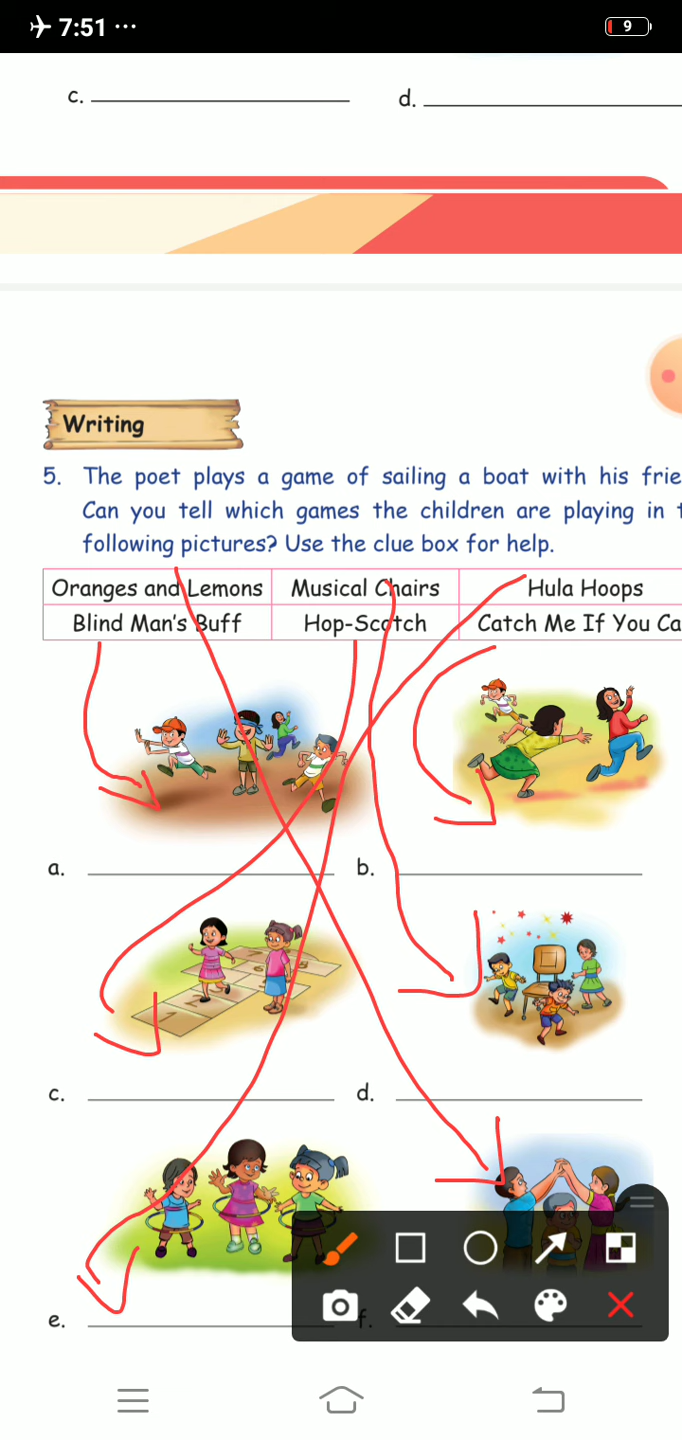 7:51 ...
9
c.
d.
Writing
5. The poet plays a game of sailing a boat with his frie
Can you tell which games the children are playing in t
following pictures? Use the clue box for help.
Oranges and Lemons Musical Chairs Hula Hoops
Blind Man's Buff Hop-Scotch Catch Me If You Ca
a.
b.
c.
d.
e.
f.